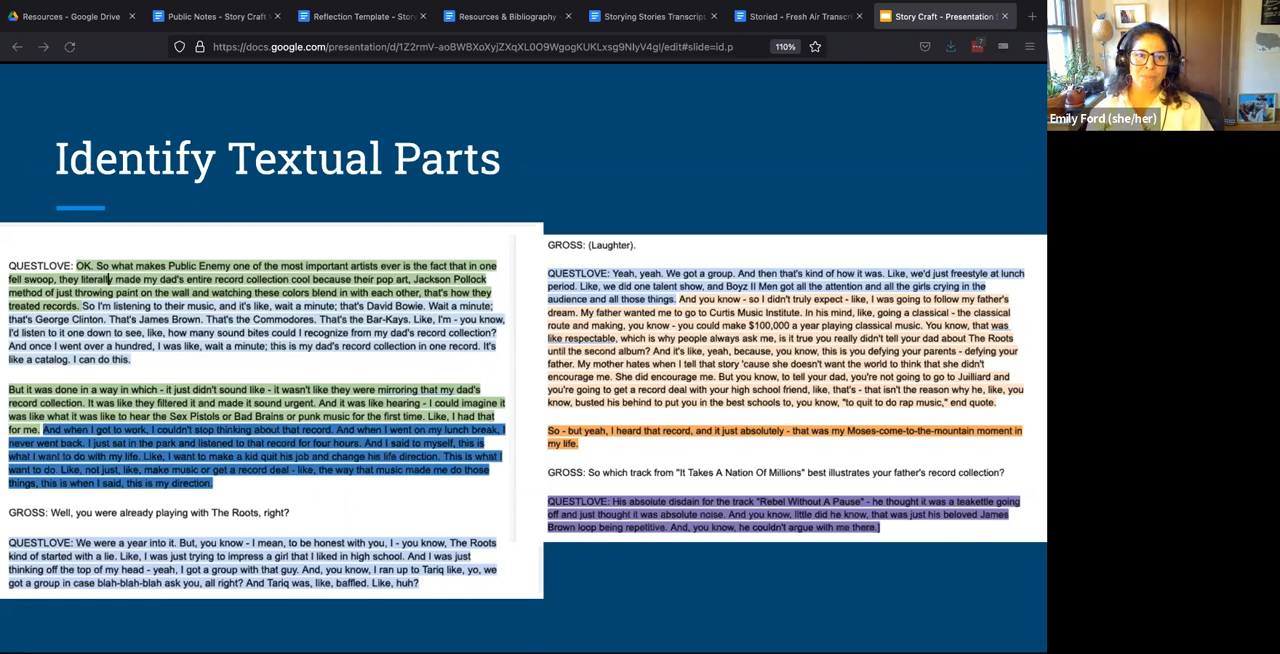 Resources - Google Drive
Public Notes - Story Craft
Reflection Template - Story
Resources & Bibliography -
Storying Stories Transcript
Storied - Fresh Air Transcr
Story Craft - Presentation S
110%
Emily Ford (she/her)
Identify Textual Parts
QUESTLOVE: OK. So what makes Public Enemy one of the most important artists ever is the fact that in one
fell swoop, they literally made my dad's entire record collection cool because their pop art, Jackson Pollock
method of just throwing paint on the wall and watching these colors blend in with each other, that's how they
treated records. So I'm listening to their music, and it's like, wait a minute; that's David Bowie. Wait a minute;
that's George Clinton. That's James Brown. That's the Commodores. That's the Bar-Kays. Like, I'm - you know,
I'd listen to it one down to see, like, how many sound bites could I recognize from my dad's record collection?
And once I went over a hundred, I was like, wait a minute; this is my dad's record collection in one record. It's
like a catalog. I can do this.
But it was done in a way in which - it just didn't sound like - it wasn't like they were mirroring that my dad's
record collection. It was like they filtered it and made it sound urgent. And it was like hearing - I could imagine it
was like what it was like to hear the Sex Pistols or Bad Brains or punk music for the first time. Like, I had that
for me. And when I got to work, I couldn't stop thinking about that record. And when I went on my lunch break, I
never went back. I just sat in the park and listened to that record for four hours. And I said to myself, this is
what I want to do with my life. Like, I want to make a kid quit his job and change his life direction. This is what I
want to do. Like, not just, like, make music or get a record deal - like, the way that music made me do those
things, this is when I said, this is my direction.
GROSS: Well, you were already playing with The Roots, right?
QUESTLOVE: We were a year into it. But, you know - I mean, to be honest with you, I - you know, The Roots
kind of started with a lie. Like, I was just trying to impress a girl that I liked in high school. And I was just
thinking off the top of my head - yeah, I got a group with that guy. And, you know, I ran up to Tariq like, yo, we
got a group in case blah-blah-blah ask you, all right? And Tariq was, like, baffled. Like, huh?
GROSS: (Laughter).
QUESTLOVE: Yeah, yeah. We got a group. And then that's kind of how it was. Like, we'd just freestyle at lunch
period. Like, we did one talent show, and Boyz II Men got all the attention and all the girls crying in the
audience and all those things. And you know - so I didn't truly expect - like, I was going to follow my father's
dream. My father wanted me to go to Curtis Music Institute. In his mind, like, going a classical - the classical
route and making, you know - you could make $100,000 a year playing classical music. You know, that was
like respectable, which is why people always ask me, is it true you really didn't tell your dad about The Roots
until the second album? And it's like, yeah, because, you know, this is you defying your parents - defying your
father. My mother hates when I tell that story 'cause she doesn't want the world to think that she didn't
encourage me. She did encourage me. But you know, to tell your dad, you're not going to go to Juilliard and
you're going to get a record deal with your high school friend, like, that's - that isn't the reason why he, like, you
know, busted his behind to put you in the best schools to, you know, "to quit to do rap music," end quote.
So - but yeah, I heard that record, and it just absolutely - that was my Moses-come-to-the-mountain moment in
my life.
GROSS: So which track from "It Takes A Nation Of Millions" best illustrates your father's record collection?
QUESTLOVE: His absolute disdain for the track "Rebel Without A Pause" - he thought it was a teakettle going
off and just thought it was absolute noise. And you know, little did he know, that was just his beloved James
Brown loop being repetitive. And, you know, he couldn't argue with me there.]